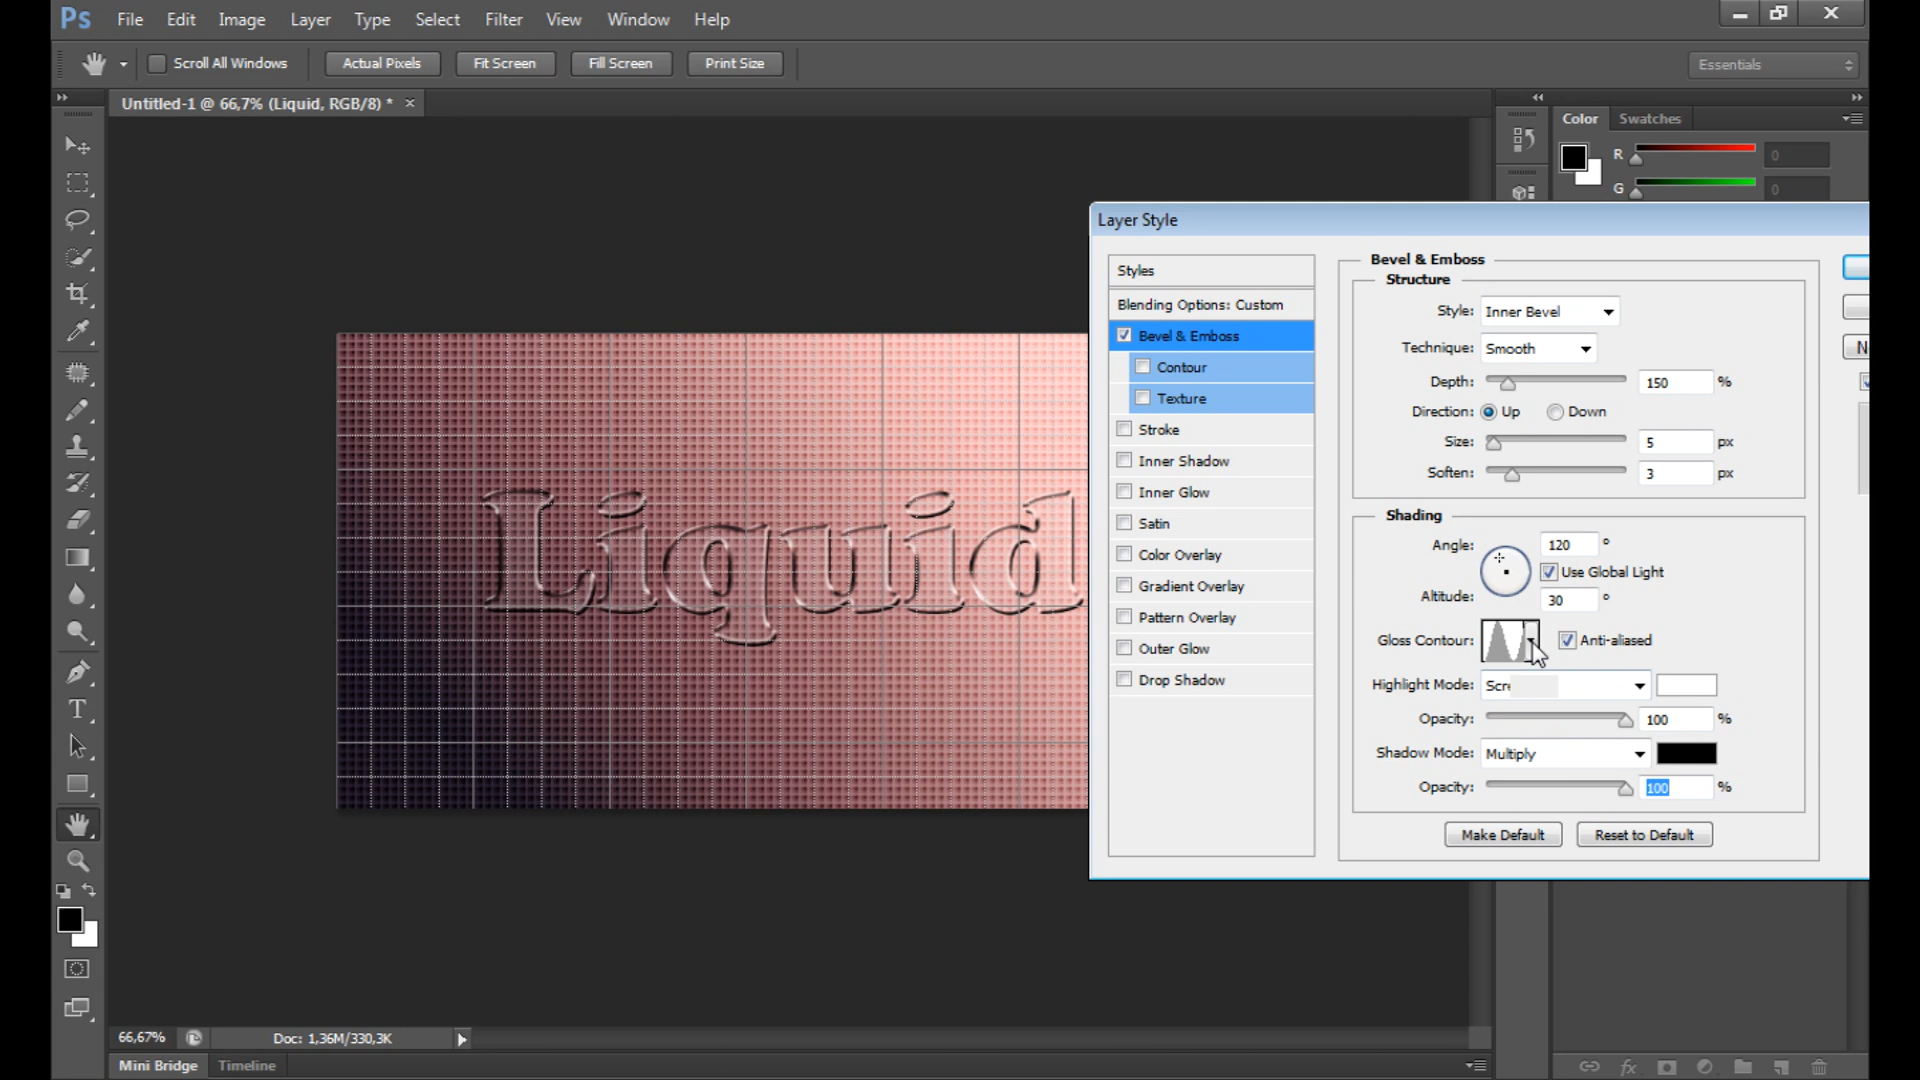 Ps File Edit Image Layer Type Select Filter View Window Help
Scroll All Windows Actual Pixels Fit Screen Fill Screen Print Size Essentials
Untitled-1 @ 66,7% (Liquid, RGB/8) * ×
Color Swatches
R 0
G 0
Layer Style
Styles
Blending Options: Custom
Bevel & Emboss
Contour
Texture
Stroke
Inner Shadow
Inner Glow
Satin
Color Overlay
Gradient Overlay
Pattern Overlay
Outer Glow
Drop Shadow
Bevel & Emboss
Structure
Style: Inner Bevel
Technique: Smooth
Depth: 150 %
Direction: Up Down
Size: 5 px
Soften: 3 px
Shading
Angle: 120 °
Use Global Light
Altitude: 30 °
Gloss Contour: Anti-aliased
Highlight Mode: Scre
Opacity: 100 %
Shadow Mode: Multiply
Opacity: 100 %
Make Default Reset to Default
N
Liquid
66,67% Doc: 1,36M/330,3K
Mini Bridge Timeline
fx